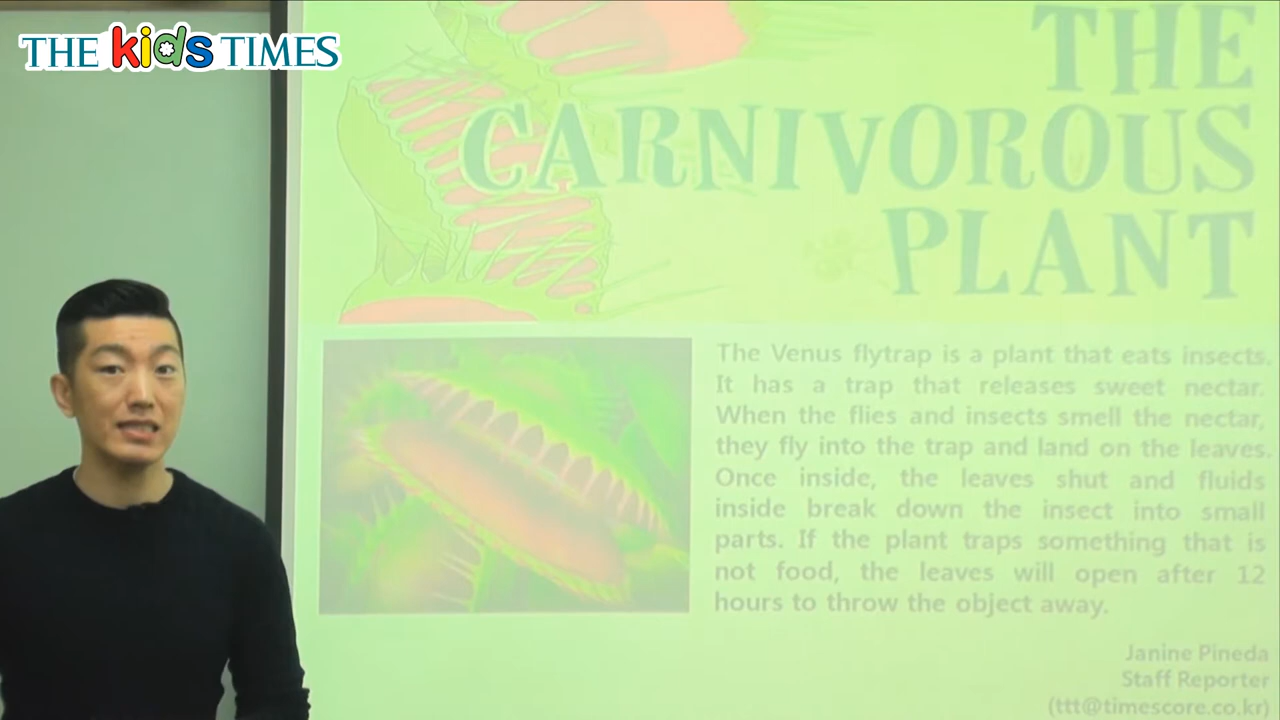 THE kids TIMES
THE
CARNIVOROUS
PLANT
The Venus flytrap is a plant that eats insects.
It has a trap that releases sweet nectar.
When the flies and insects smell the nectar,
they fly into the trap and land on the leaves.
Once inside, the leaves shut and fluids
inside break down the insect into small
parts. If the plant traps something that is
not food, the leaves will open after 12
hours to throw the object away.
Janine Pineda
Staff Reporter
(ttt@timescore.co.kr)